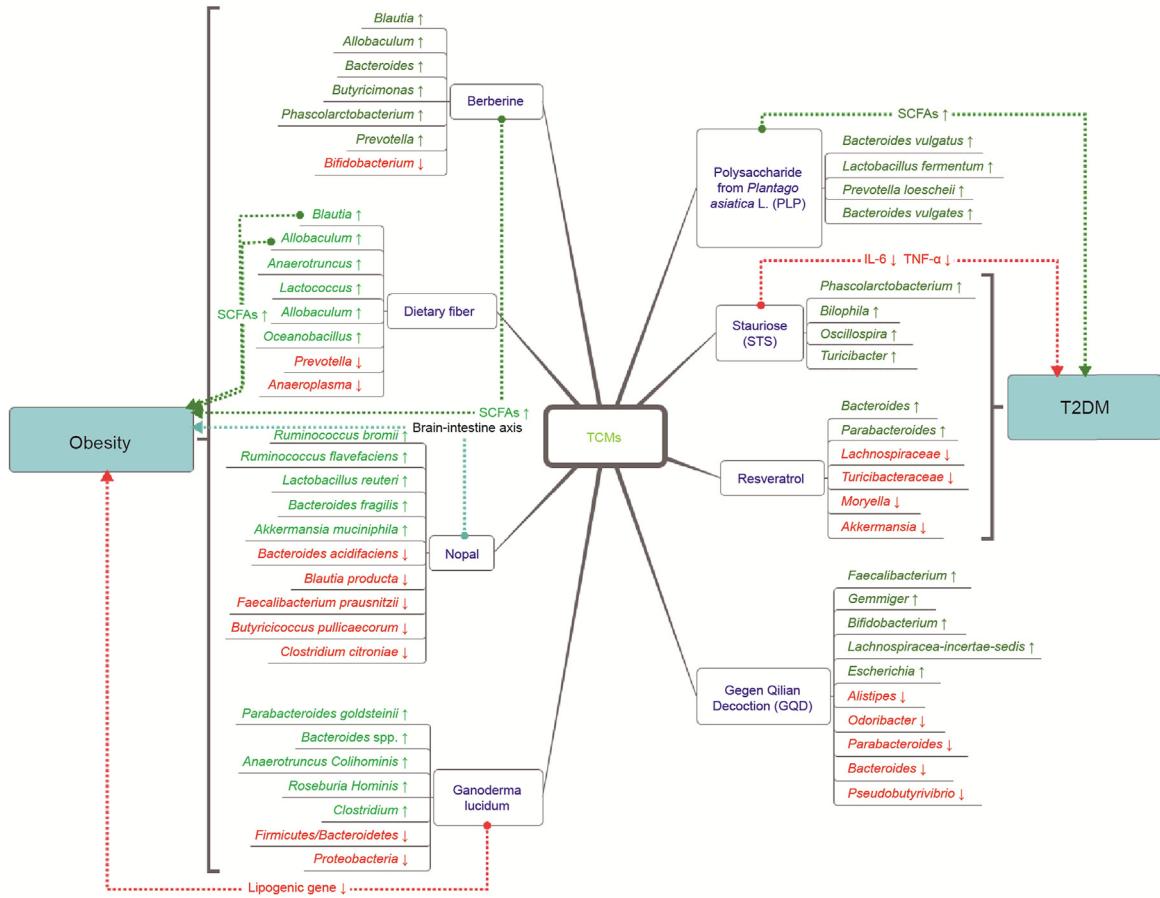 Blautia ↑
Allobaculum ↑
Bacteroides ↑
Butyricimonas ↑
Phascolarctobacterium ↑
Prevotella ↑
Bifidobacterium ↓
Berberine
Blautia ↑
Allobaculum ↑
Anaerotruncus ↑
Lactococcus ↑
Allobaculum ↑
Oceanobacillus ↑
Prevotella ↓
Anaeroplasma ↓
Dietary fiber
SCFAs ↑
SCFAs ↑
Brain-intestine axis
Obesity
Ruminococcus bromii ↑
Ruminococcus flavefaciens ↑
Lactobacillus reuteri ↑
Bacteroides fragilis ↑
Akkermansia muciniphila ↑
Bacteroides acidifaciens ↓
Blautia producta ↓
Faecalibacterium prausnitzii ↓
Butyricicoccus pullicaecorum ↓
Clostridium citroniae ↓
Nopal
Parabacteroides goldsteinii ↑
Bacteroides spp. ↑
Anaerotruncus Colihominis ↑
Roseburia Hominis ↑
Clostridium ↑
Firmicutes/Bacteroidetes ↓
Proteobacteria ↓
Ganoderma
lucidum
Lipogenic gene ↓
TCMs
SCFAs ↑
Polysaccharide
from Plantago
asiatica L. (PLP)
Bacteroides vulgatus ↑
Lactobacillus fermentum ↑
Prevotella loescheii ↑
Bacteroides vulgates ↑
IL-6 ↓ TNF-α ↓
Stauriose
(STS)
Phascolarctobacterium ↑
Bilophila ↑
Oscillospira ↑
Turicibacter ↑
T2DM
Resveratrol
Bacteroides ↑
Parabacteroides ↑
Lachnospiraceae ↓
Turicibacteraceae ↓
Moryella ↓
Akkermansia ↓
Gegen Qilian
Decoction (GQD)
Faecalibacterium ↑
Gemmiger ↑
Bifidobacterium ↑
Lachnospiracea-incertae-sedis ↑
Escherichia ↑
Alistipes ↓
Odoribacter ↓
Parabacteroides ↓
Bacteroides ↓
Pseudobutyrivibrio ↓